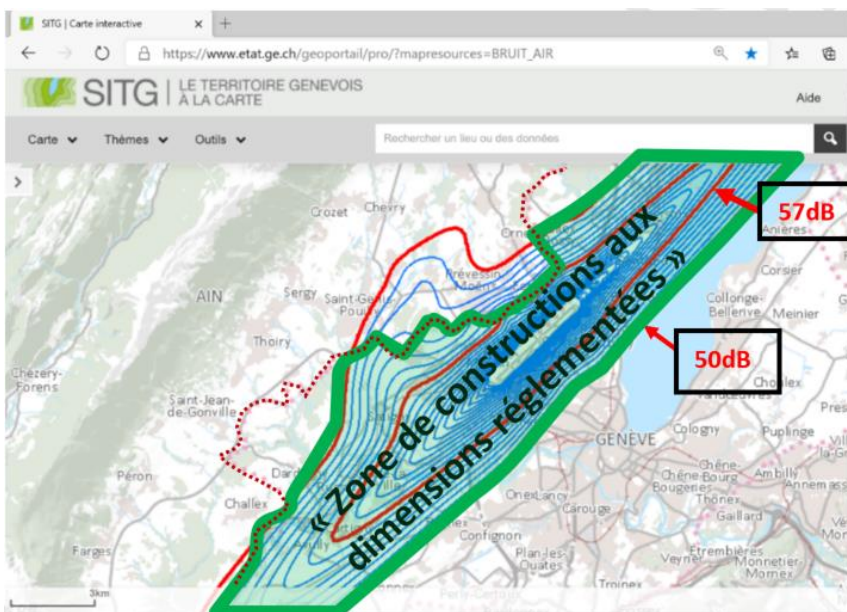 SITG | Carte interactive
https://www.etat.ge.ch/geoportail/pro/?mapresources=BRUIT_AIR
SITG
LE TERRITOIRE GENEVOIS
À LA CARTE
Aide
Carte
Thèmes
Outils
Rechercher un lieu ou des données
57dB
50dB
« Zone de constructions aux
dimensions réglementées »
Crozet
Chevry
Prévessin
AIN
Sergy
Saint-Genis
Pouilly
Thoiry
Chézery-
Forens
Saint-Jean-
de-Gonville
Péron
Challex
Farges
Anières
Corsier
Collonge-
Bellerive
Meinier
Cologny
Puplinge
GENÈVE
Chêne-
Bourg
Chêne-
Bougeries
Thônex
Ambilly
Annemass
Gaillard
Onex
Lancy
Carouge
Confignon
Plan-les-
Ouates
Veyrier
Etrembières
Monnetier-
Mornex
Troinex
Avully
3km